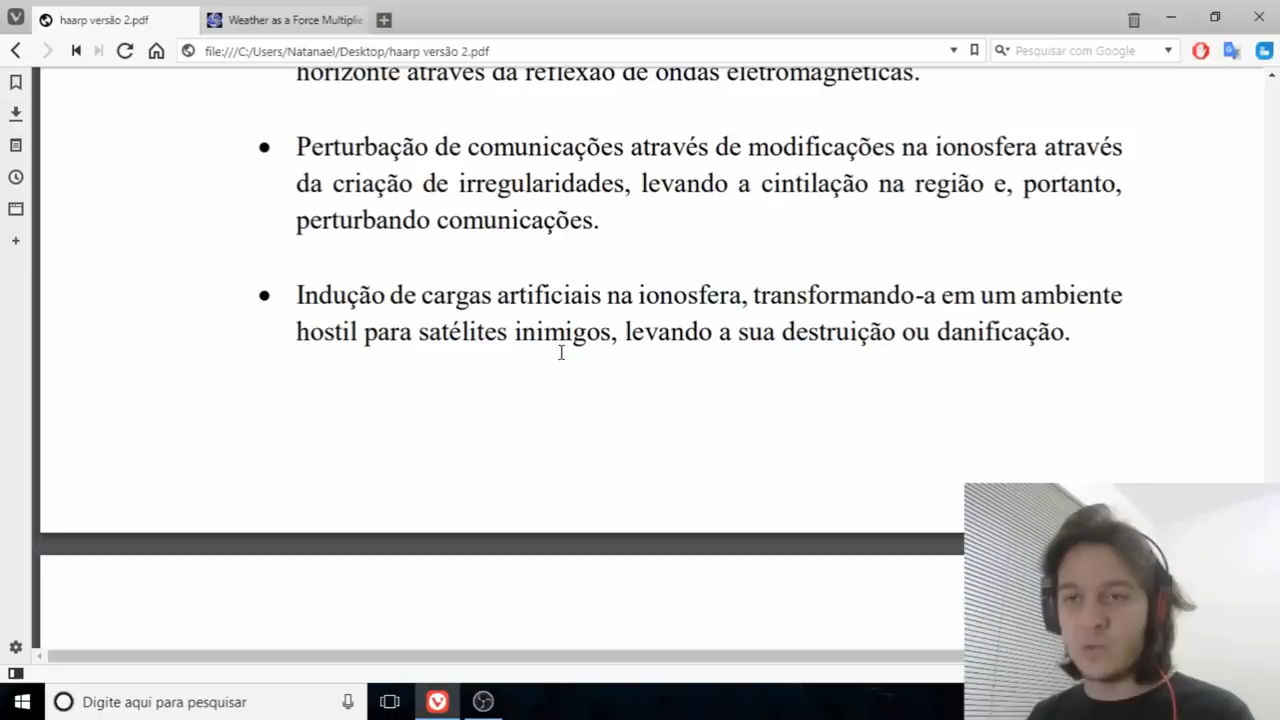 haarp versão 2.pdf
Weather as a Force Multiplie
file:///C:/Users/Natanael/Desktop/haarp versão 2.pdf
Pesquisar com Google
horizonte através da reflexão de ondas eletromagnéticas.
• Perturbação de comunicações através de modificações na ionosfera através
da criação de irregularidades, levando a cintilação na região e, portanto,
perturbando comunicações.
• Indução de cargas artificiais na ionosfera, transformando-a em um ambiente
hostil para satélites inimigos, levando a sua destruição ou danificação.
Digite aqui para pesquisar